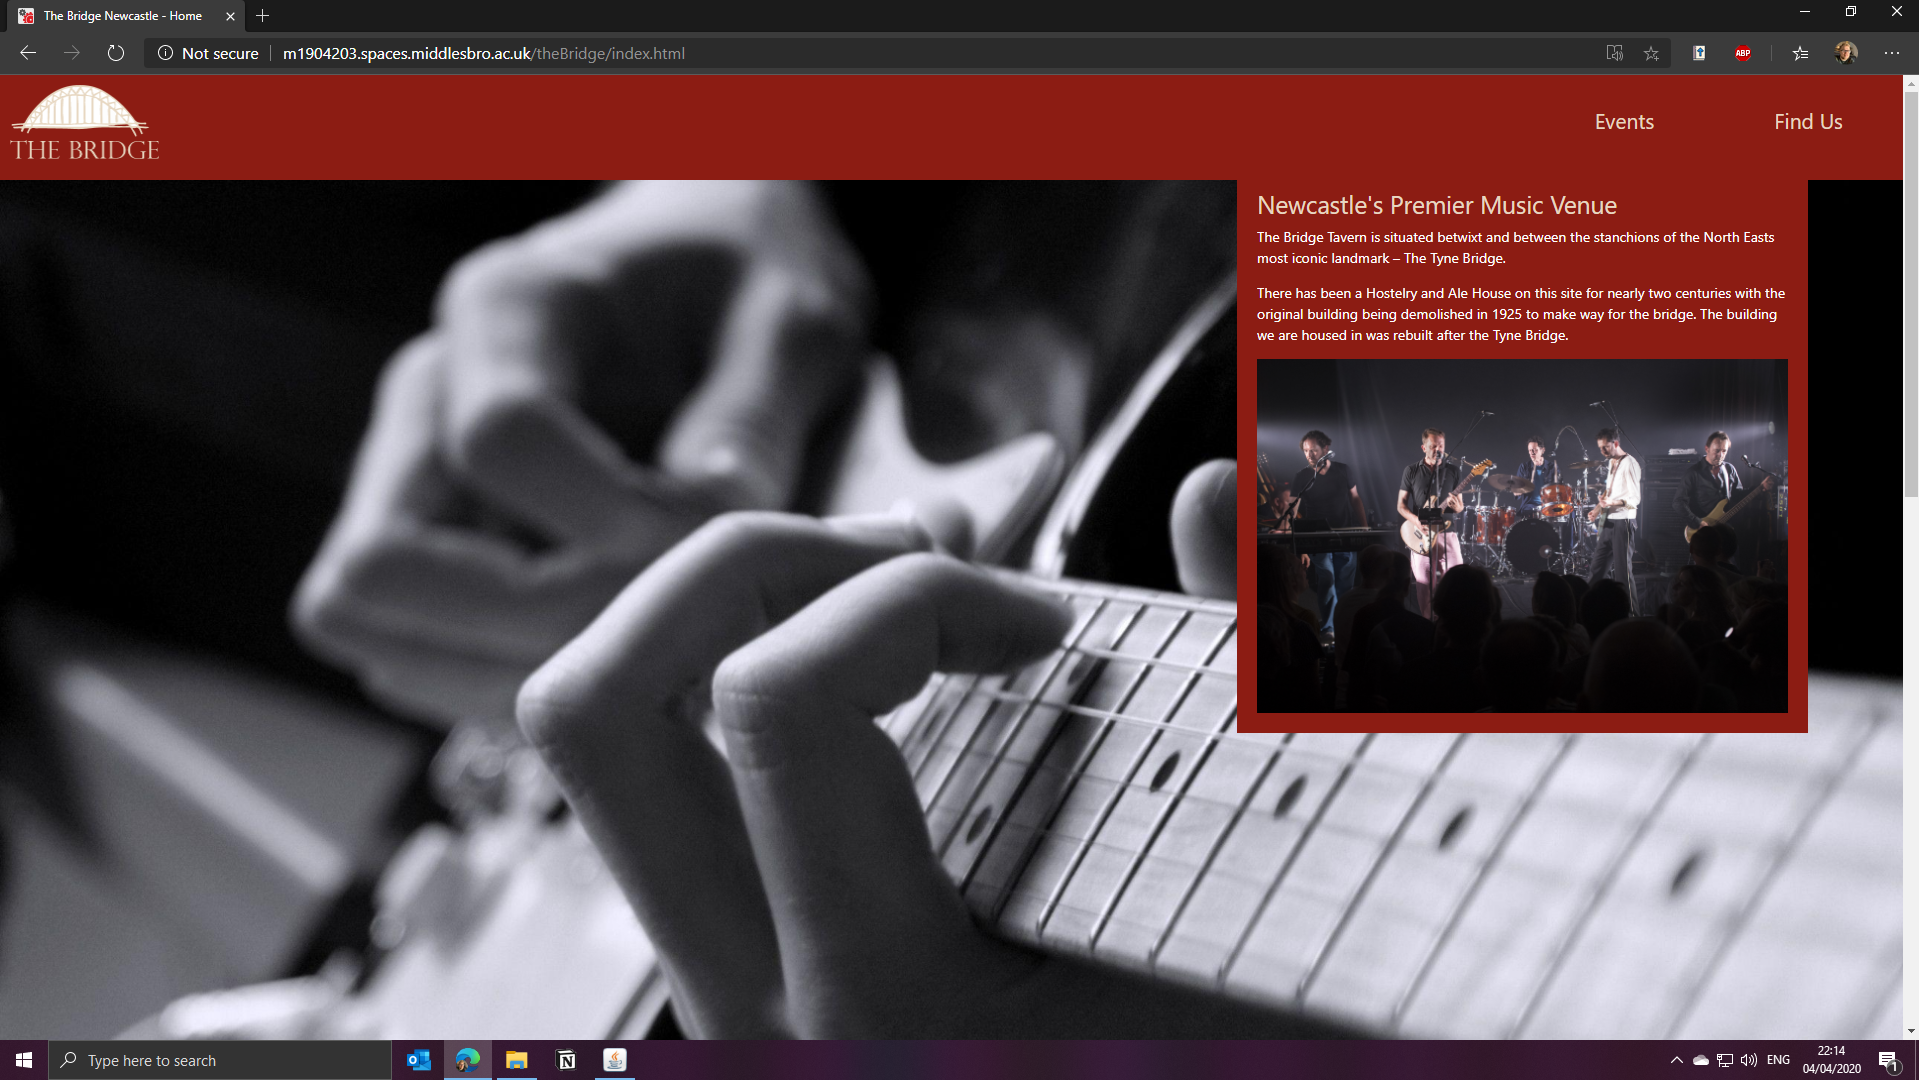 The Bridge Newcastle - Home
Not secure
m1904203.spaces.middlesbro.ac.uk/theBridge/index.html
ABP
THE BRIDGE
Events
Find Us
Newcastle's Premier Music Venue
The Bridge Tavern is situated betwixt and between the stanchions of the North Easts
most iconic landmark – The Tyne Bridge.
There has been a Hostelry and Ale House on this site for nearly two centuries with the
original building being demolished in 1925 to make way for the bridge. The building
we are housed in was rebuilt after the Tyne Bridge.
Type here to search
ENG
22:14
04/04/2020
1